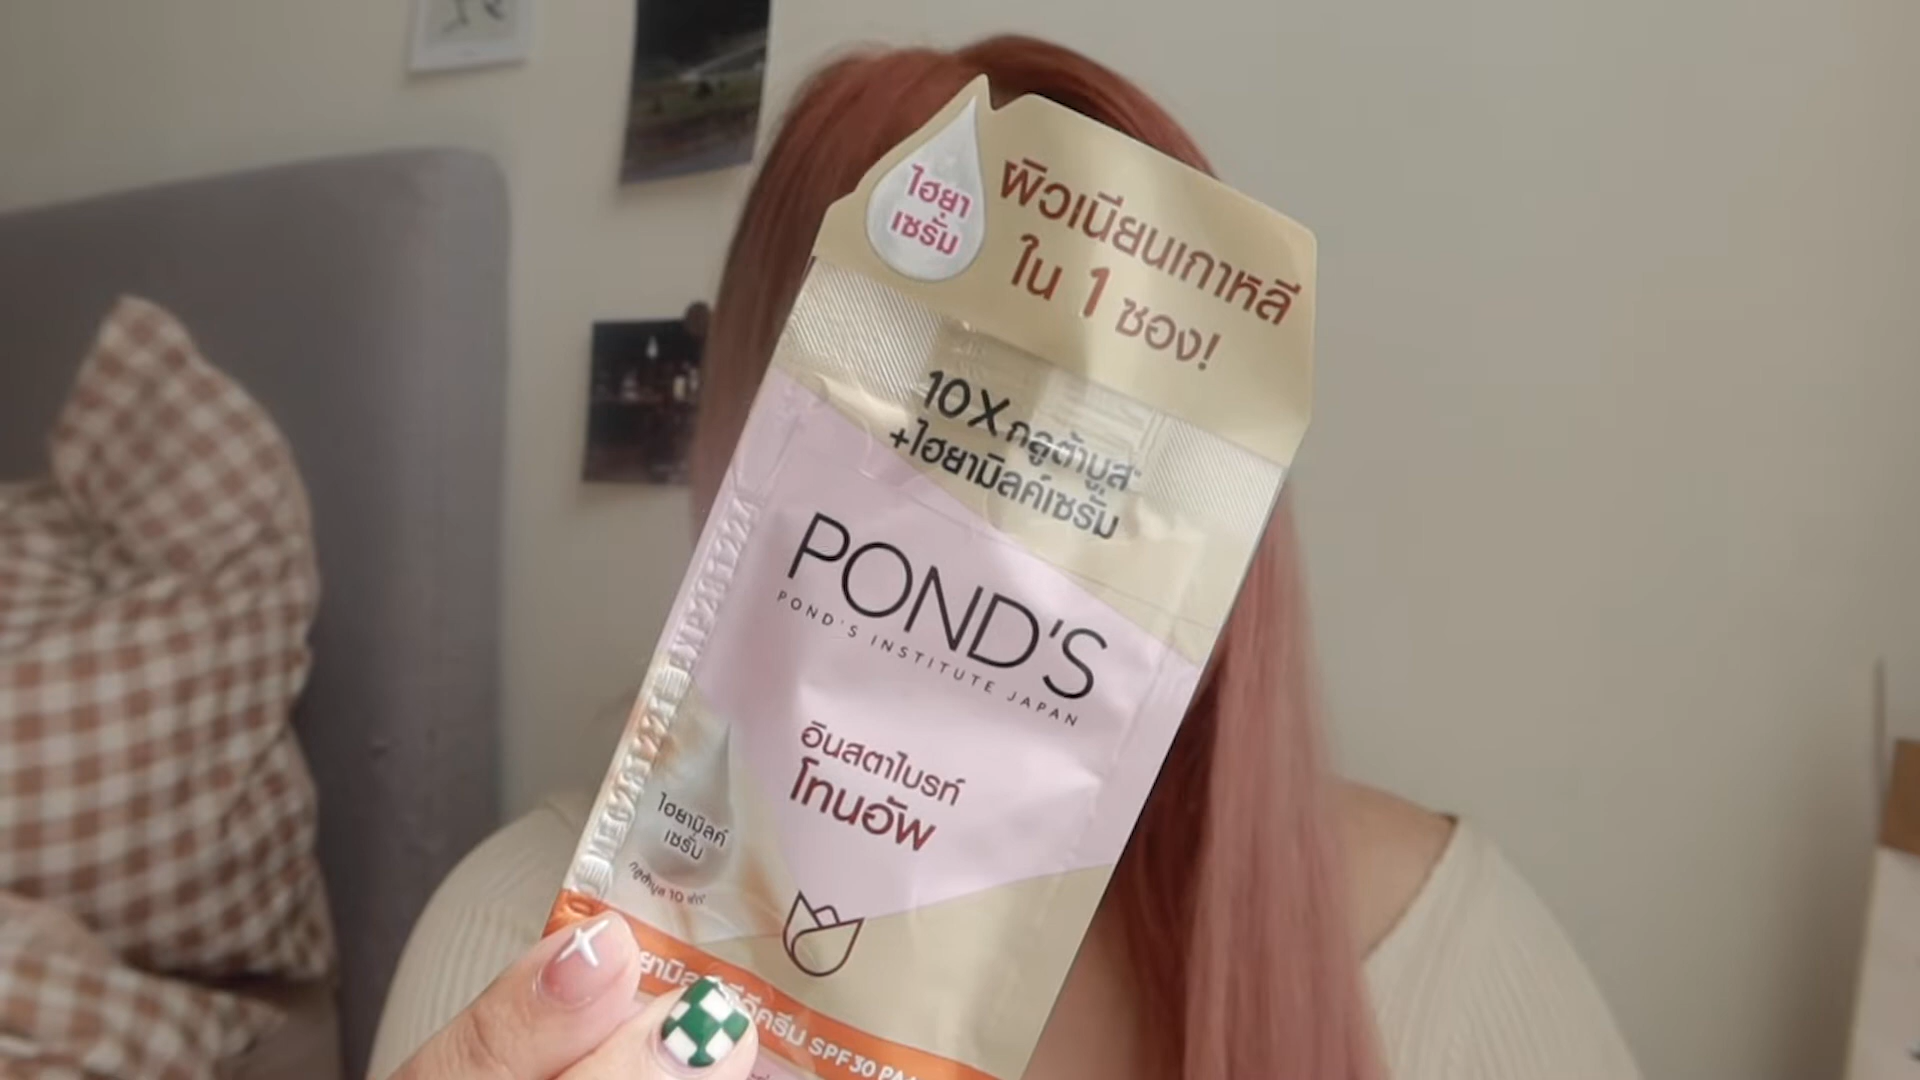 ไฮยา
เซรั่ม
ผิวเนียนเกาหลี
ใน 1 ซอง!
10X กลูต้าบูส
+ไฮยามิลค์เซรั่ม
POND'S
POND'S INSTITUTE JAPAN
อินสตาไบรท์
โทนอัพ
ไฮยามิลค์
เซรั่ม
SPF30